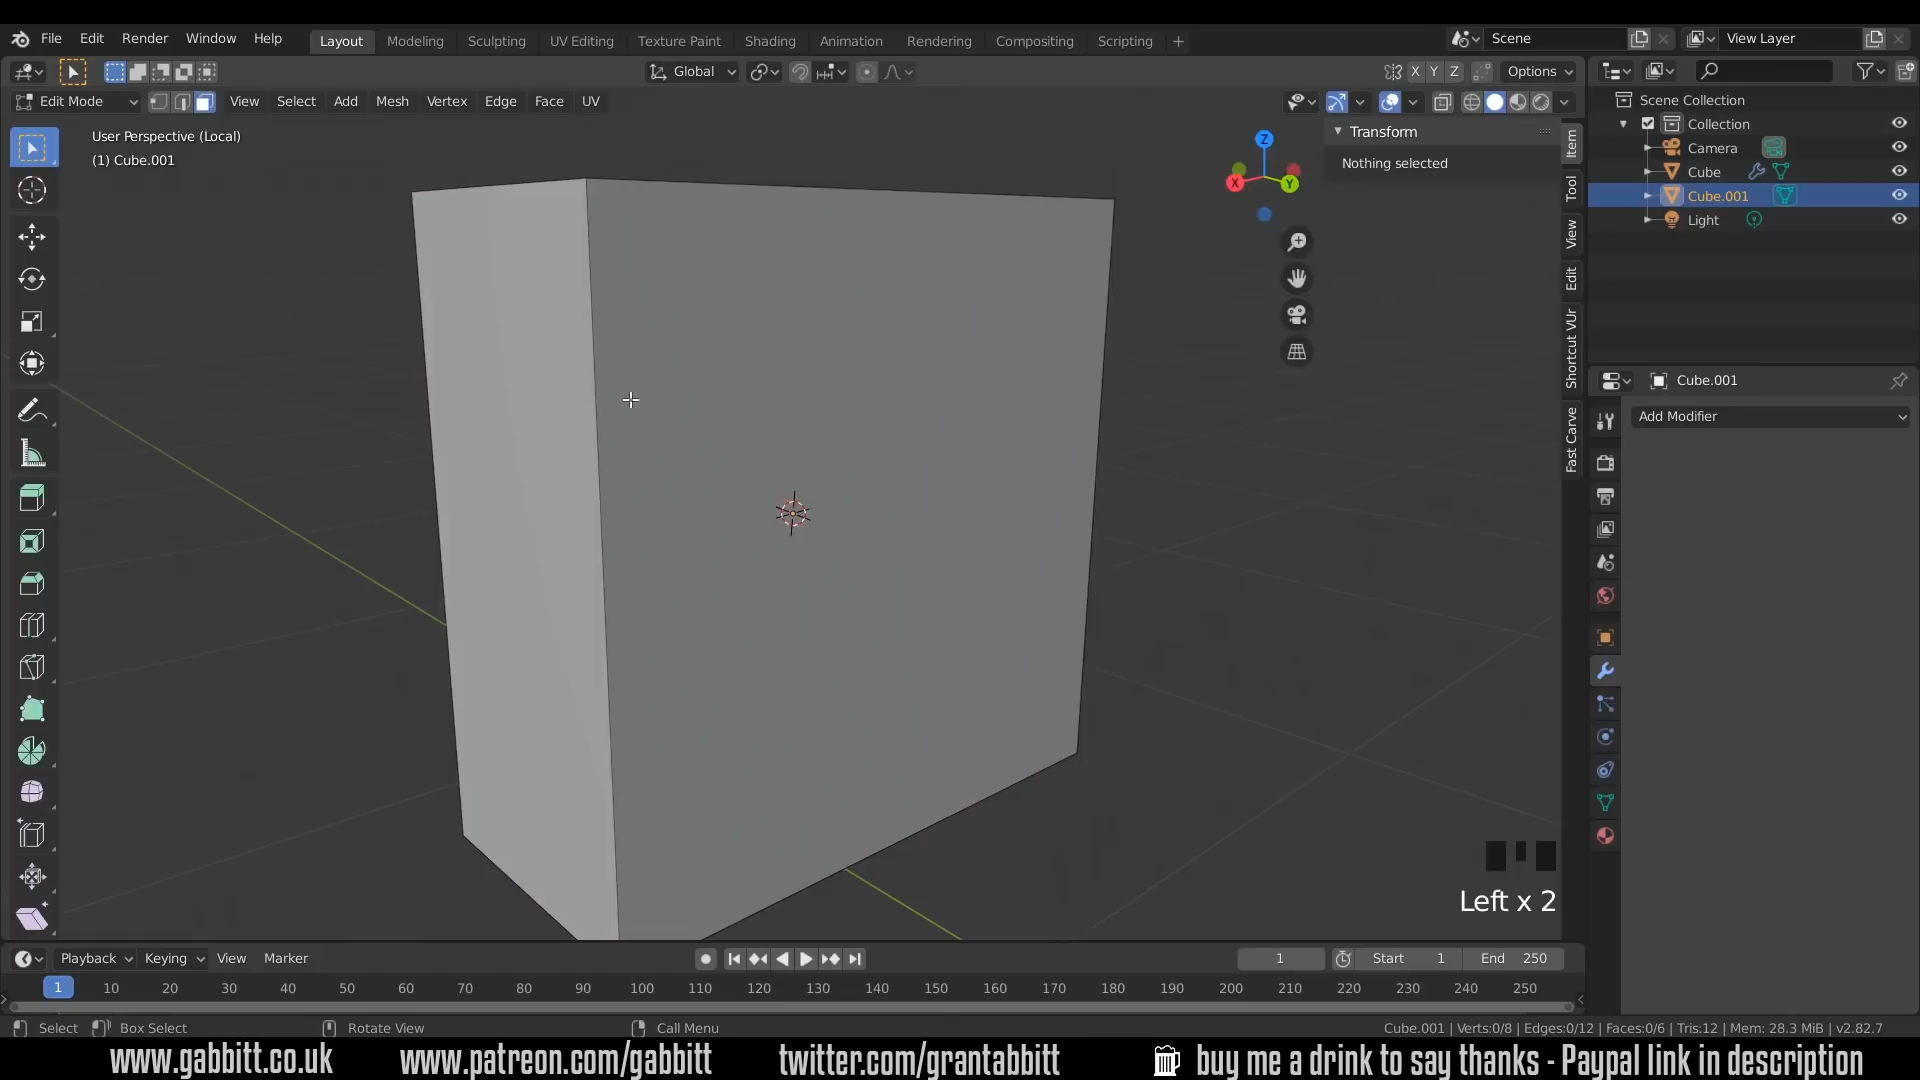 File Edit Render Window Help Layout Modeling Sculpting UV Editing Texture Paint Shading Animation Rendering Compositing Scripting + Scene View Layer
Global X Y Z Options
Edit Mode View Select Add Mesh Vertex Edge Face UV
User Perspective (Local)
(1) Cube.001
Z
X
Y
Transform
Nothing selected
Item
Tool
View
Edit
Shortcut VUr
Fast Carve
Scene Collection
Collection
Camera
Cube
Cube.001
Light
Cube.001
Add Modifier
Left x 2
Playback Keying View Marker 1 Start 1 End 250
1 10 20 30 40 50 60 70 80 90 100 110 120 130 140 150 160 170 180 190 200 210 220 230 240 250
Select Box Select Rotate View Call Menu Cube.001 | Verts:0/8 | Edges:0/12 | Faces:0/6 | Tris:12 | Mem: 28.3 MiB | v2.82.7
www.gabbitt.co.uk www.patreon.com/gabbitt twitter.com/grantabbitt buy me a drink to say thanks - Paypal link in description